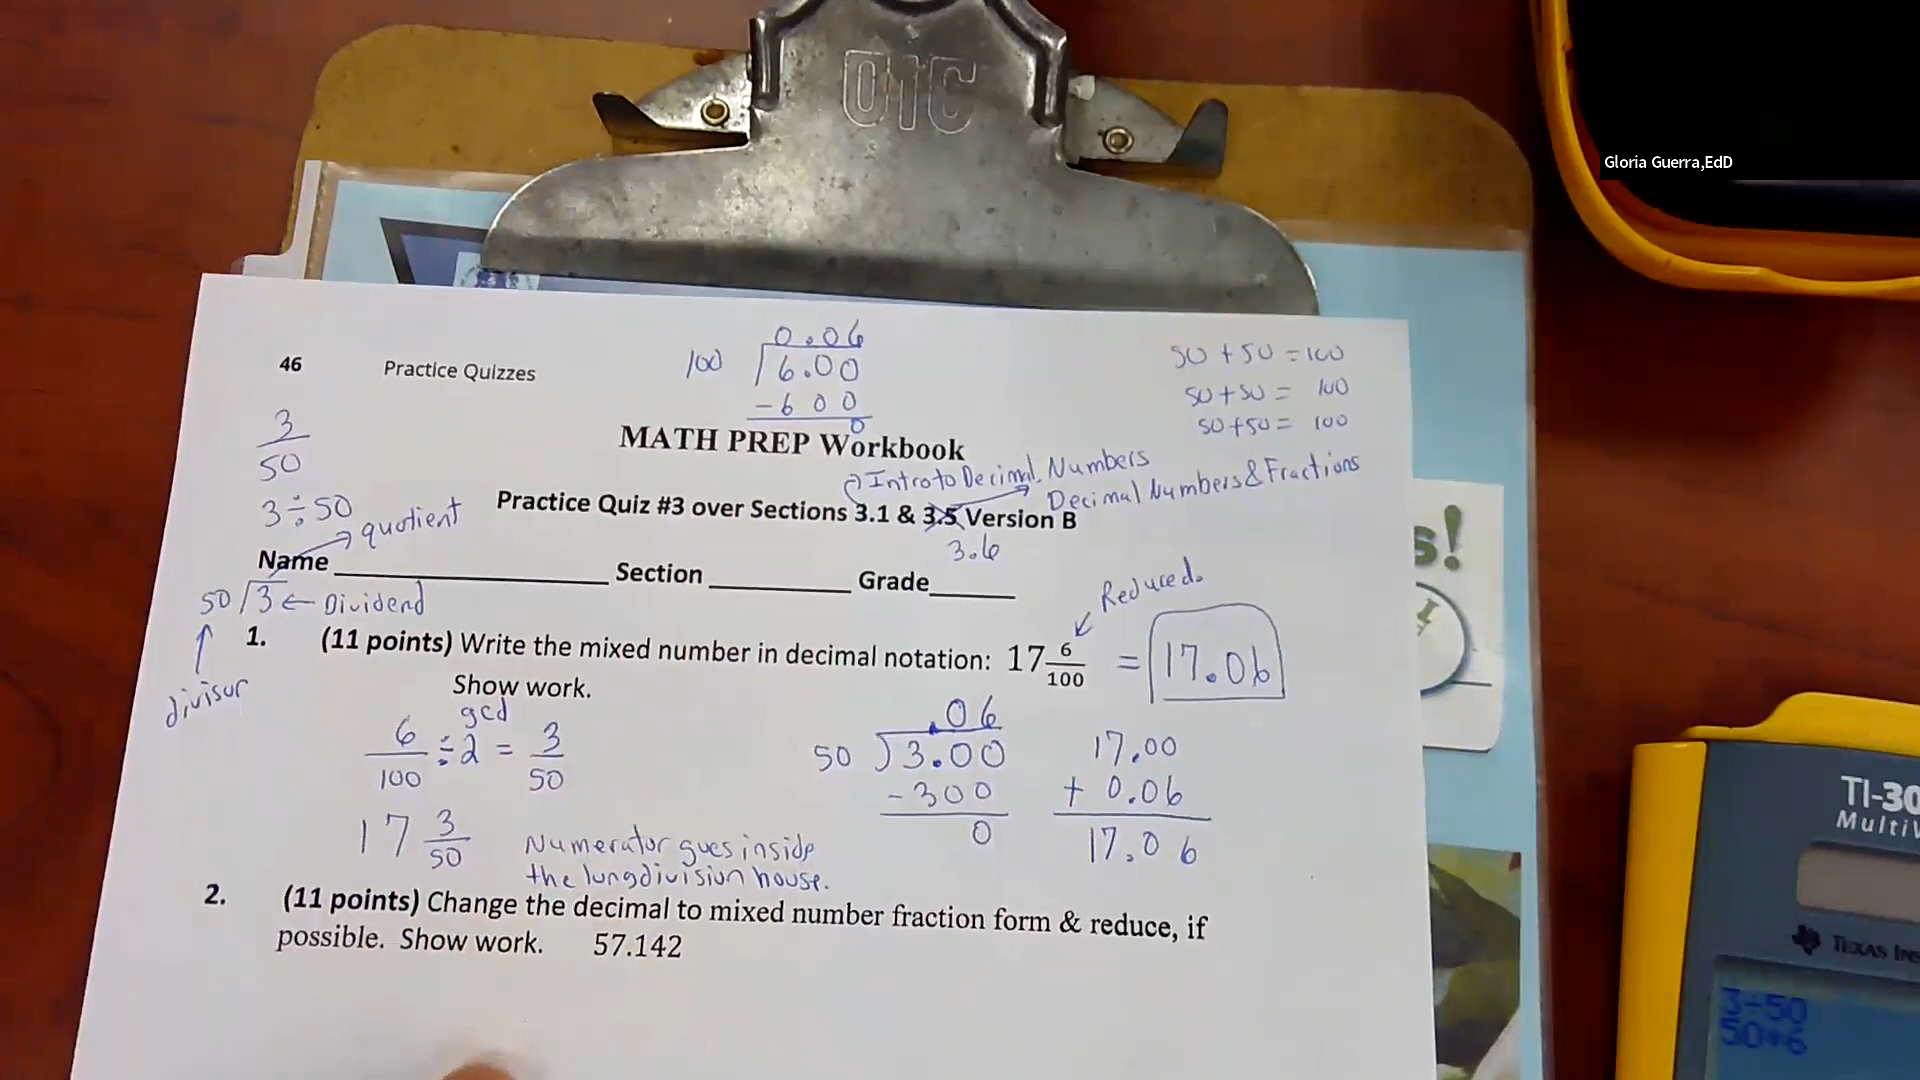 OIC
Gloria Guerra,EdD
46 Practice Quizzes
0.06
100 6.00
-600
0
50 + 50 = 100
50 + 50 = 100
50 + 50 = 100
3
50
3 ÷ 50
quotient
MATH PREP Workbook
Intro to Decimal Numbers
Decimal Numbers & Fractions
Practice Quiz #3 over Sections 3.1 & 3.5 Version B
3.6
Name Section Grade
50 3 ← Dividend
divisor
Reduced.
1. (11 points) Write the mixed number in decimal notation: 17 6/100 = 17.06
Show work.
gcd
6/100 ÷ 2 = 3/50
17 3/50
Numerator goes inside
the longdivision house.
.06
50 3.00
-300
0
17.00
+ 0.06
17.06
2. (11 points) Change the decimal to mixed number fraction form & reduce, if
possible. Show work. 57.142
s!
TI-30
Multi
TEXAS Ins
3÷50
50*6